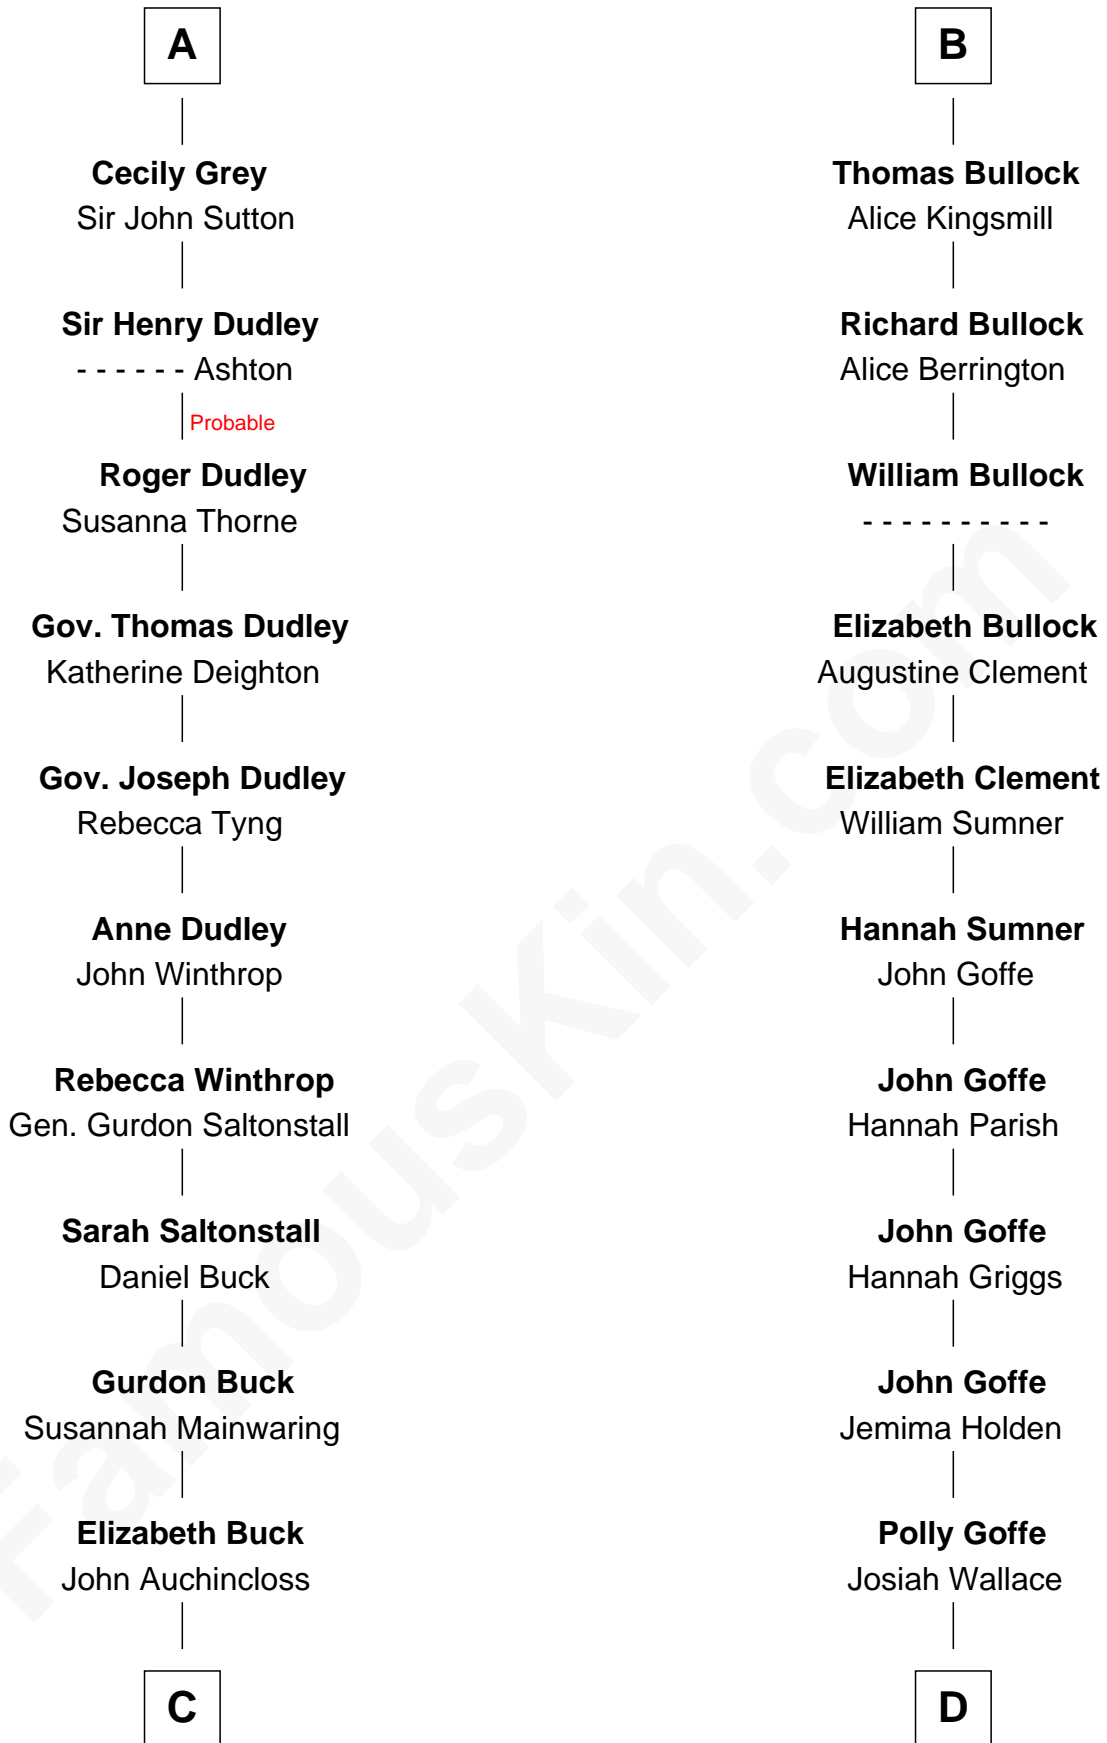 A
Cecily Grey
Sir John Sutton
Sir Henry Dudley
- - - - - - Ashton
Probable
Roger Dudley
Susanna Thorne
Gov. Thomas Dudley
Katherine Deighton
Gov. Joseph Dudley
Rebecca Tyng
Anne Dudley
John Winthrop
Rebecca Winthrop
Gen. Gurdon Saltonstall
Sarah Saltonstall
Daniel Buck
Gurdon Buck
Susannah Mainwaring
Elizabeth Buck
John Auchincloss
C
B
Thomas Bullock
Alice Kingsmill
Richard Bullock
Alice Berrington
William Bullock
- - - - - - - - - -
Elizabeth Bullock
Augustine Clement
Elizabeth Clement
William Sumner
Hannah Sumner
John Goffe
John Goffe
Hannah Parish
John Goffe
Hannah Griggs
John Goffe
Jemima Holden
Polly Goffe
Josiah Wallace
D
FamousKin.com